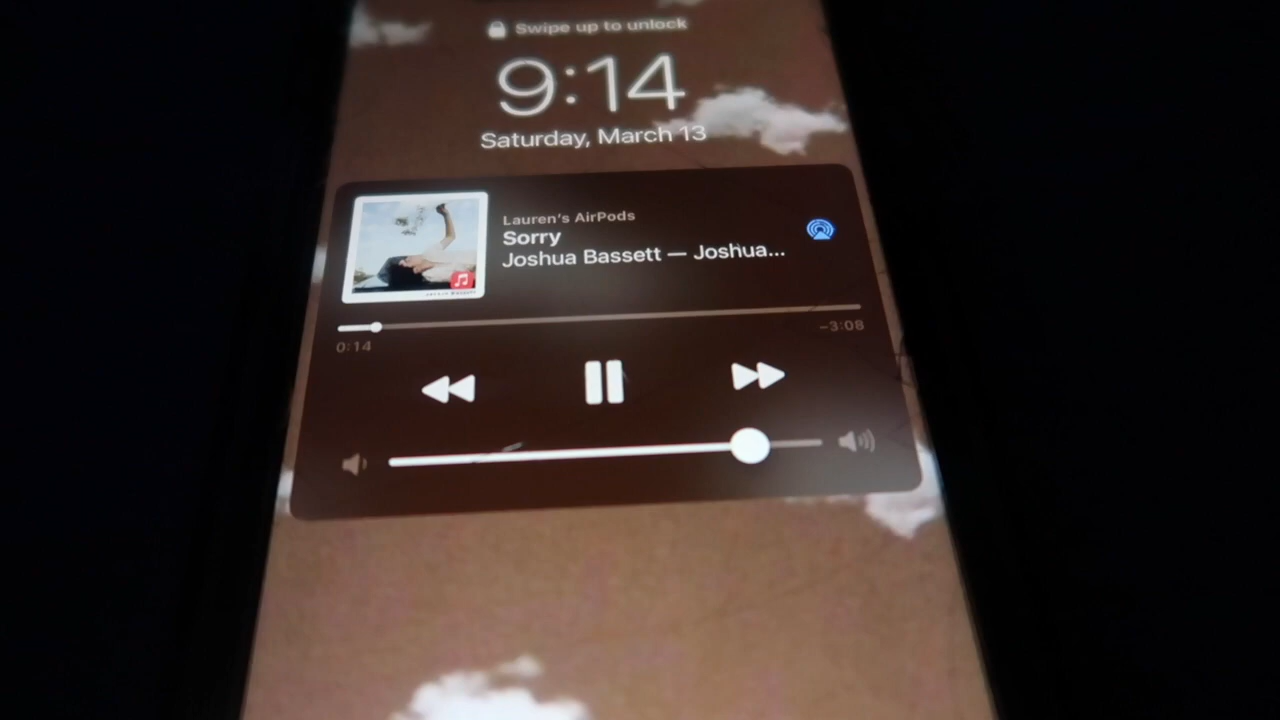 Swipe up to unlock
9:14
Saturday, March 13
Lauren's AirPods
Sorry
Joshua Bassett — Joshua...
0:14
-3:08